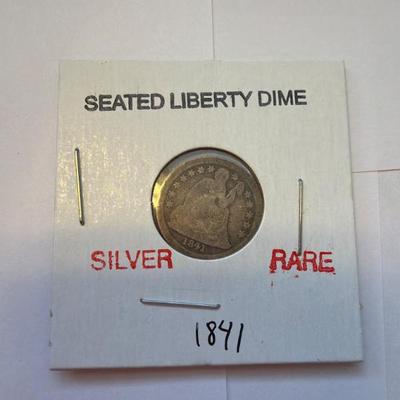 SEATED LIBERTY DIME
1841
SILVER RARE
1841